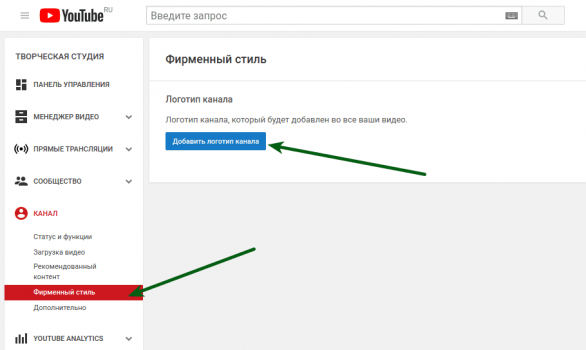 YouTube RU
Введите запрос
ТВОРЧЕСКАЯ СТУДИЯ
ПАНЕЛЬ УПРАВЛЕНИЯ
МЕНЕДЖЕР ВИДЕО
ПРЯМЫЕ ТРАНСЛЯЦИИ
СООБЩЕСТВО
КАНАЛ
Статус и функции
Загрузка видео
Рекомендованный
контент
Фирменный стиль
Дополнительно
YOUTUBE ANALYTICS
Фирменный стиль
Логотип канала
Логотип канала, который будет добавлен во все ваши видео.
Добавить логотип канала